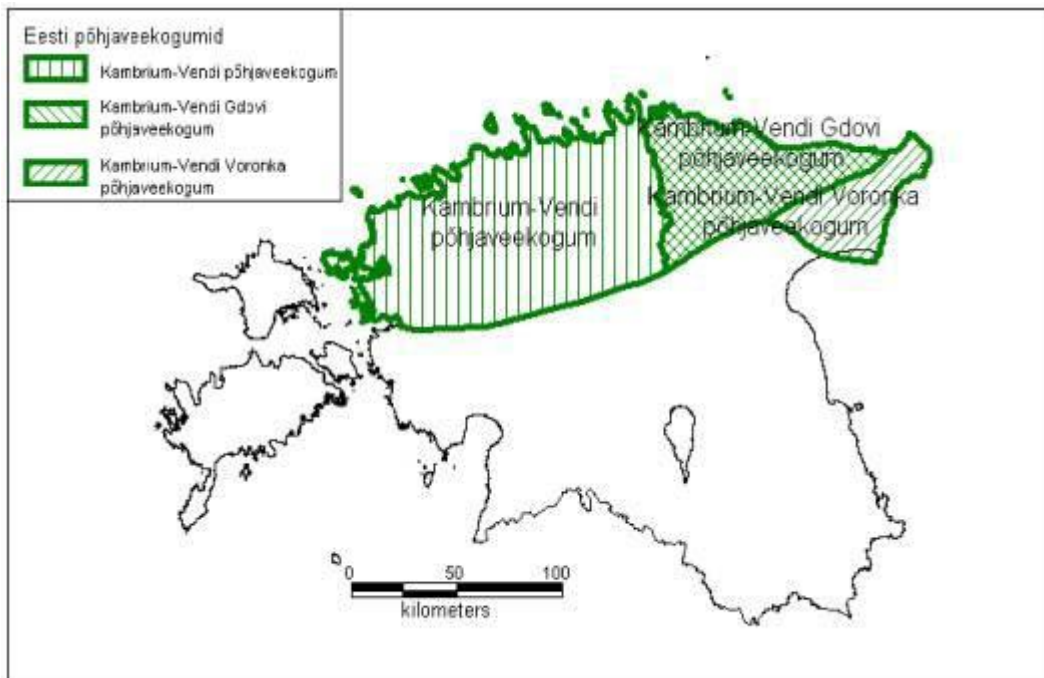 Eesti põhjaveekogumid
Kambrium-Vendi põhjaveekogum
Kambrium-Vendi Gdovi
põhjaveekogum
Kambrium-Vendi Voronka
põhjaveekogum
Kambrium-Vendi Gdovi
põhjaveekogum
Kambrium-Vendi Voronka
põhjaveekogum
Kambrium-Vendi
põhjaveekogum
0 50 100
kilometers